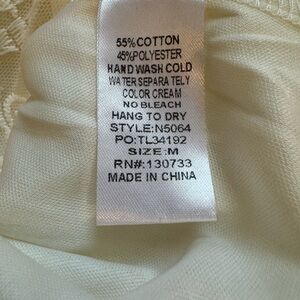 55%COTTON
45%POLYESTER
HAND WASH COLD
WATER SEPARA TELY
COLOR CREAM
NO BLEACH
HANG TO DRY
STYLE:N5064
PO:TL34192
SIZE:M
RN#:130733
MADE IN CHINA